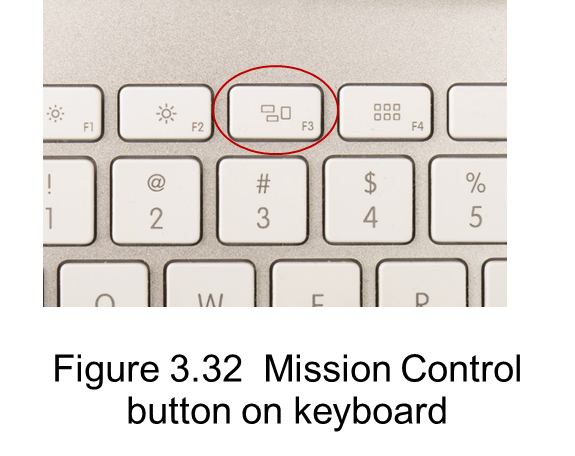 F1 F2 F3 F4
! @ # $ %
1 2 3 4 5
Q W E R
Figure 3.32 Mission Control
button on keyboard